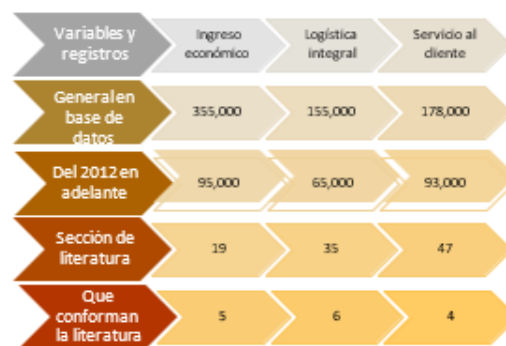 Variables y
registros
Ingreso
económico
Logística
integral
Servicio al
cliente
General en
base de
datos
355,000
155,000
178,000
Del 2012 en
adelante
95,000
65,000
93,000
Sección de
literatura
19
35
47
Que
conforman
la literatura
5
6
4